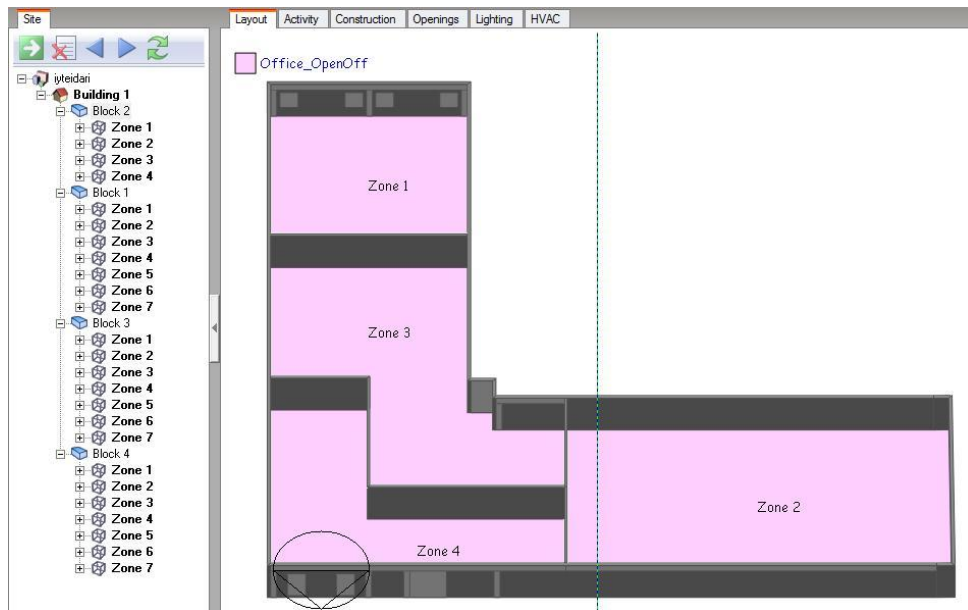 Site
iyteidari
Building 1
Block 2
Zone 1
Zone 2
Zone 3
Zone 4
Block 1
Zone 1
Zone 2
Zone 3
Zone 4
Zone 5
Zone 6
Zone 7
Block 3
Zone 1
Zone 2
Zone 3
Zone 4
Zone 5
Zone 6
Zone 7
Block 4
Zone 1
Zone 2
Zone 3
Zone 4
Zone 5
Zone 6
Zone 7
Layout Activity Construction Openings Lighting HVAC
Office_OpenOff
Zone 1
Zone 3
Zone 2
Zone 4